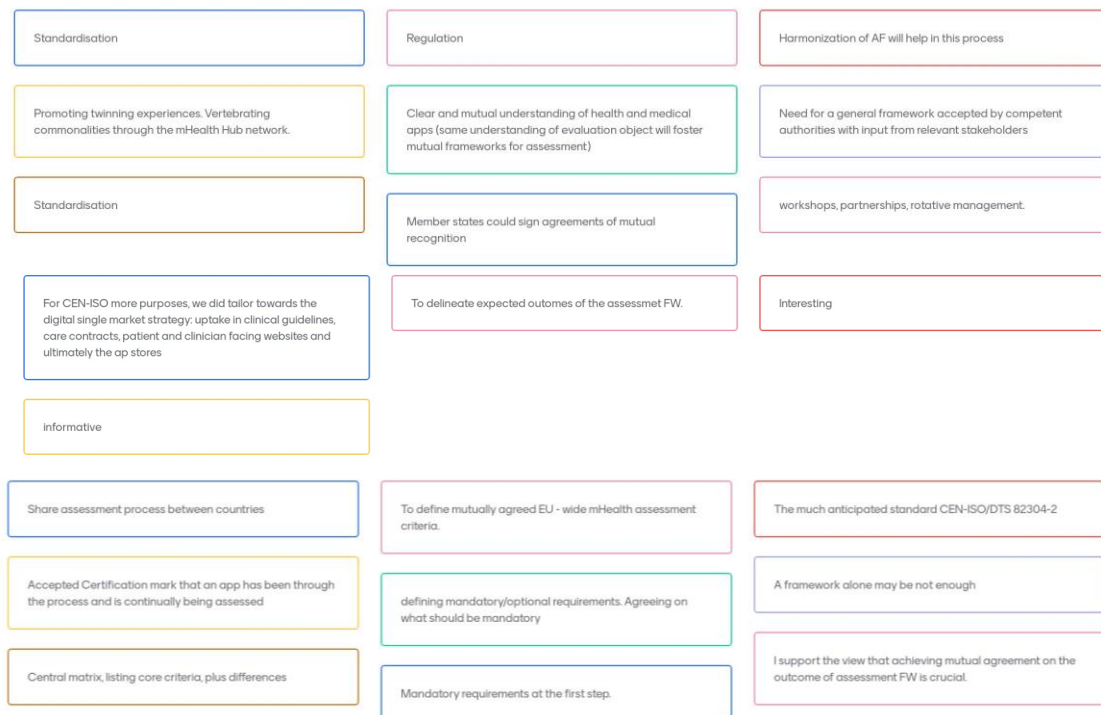 Standardisation
Regulation
Harmonization of AF will help in this process
Promoting twinning experiences. Vertebrating
commonalities through the mHealth Hub network.
Clear and mutual understanding of health and medical
apps (same understanding of evaluation object will foster
mutual frameworks for assessment)
Need for a general framework accepted by competent
authorities with input from relevant stakeholders
Standardisation
Member states could sign agreements of mutual
recognition
workshops, partnerships, rotative management.
For CEN-ISO more purposes, we did tailor towards the
digital single market strategy: uptake in clinical guidelines,
care contracts, patient and clinician facing websites and
ultimately the ap stores
To delineate expected outomes of the assessmet FW.
Interesting
informative
Share assessment process between countries
To define mutually agreed EU - wide mHealth assessment
criteria.
The much anticipated standard CEN-ISO/DTS 82304-2
Accepted Certification mark that an app has been through
the process and is continually being assessed
defining mandatory/optional requirements. Agreeing on
what should be mandatory
A framework alone may be not enough
Central matrix, listing core criteria, plus differences
Mandatory requirements at the first step.
I support the view that achieving mutual agreement on the
outcome of assessment FW is crucial.